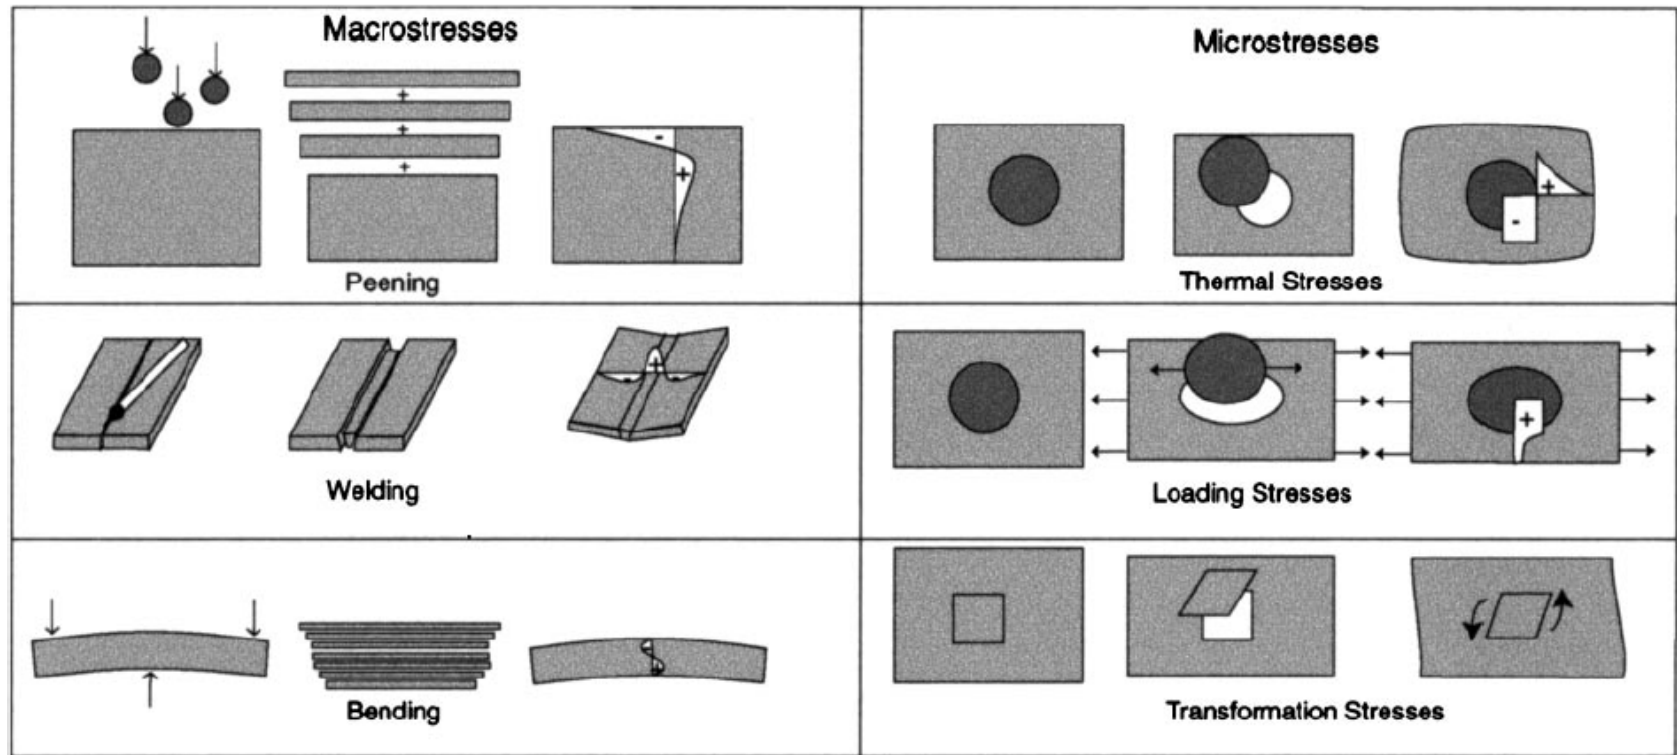 Macrostresses
Microstresses
+
+
+
-
+
+
-
Peening
Thermal Stresses
+
-
-
+
Welding
Loading Stresses
Bending
Transformation Stresses